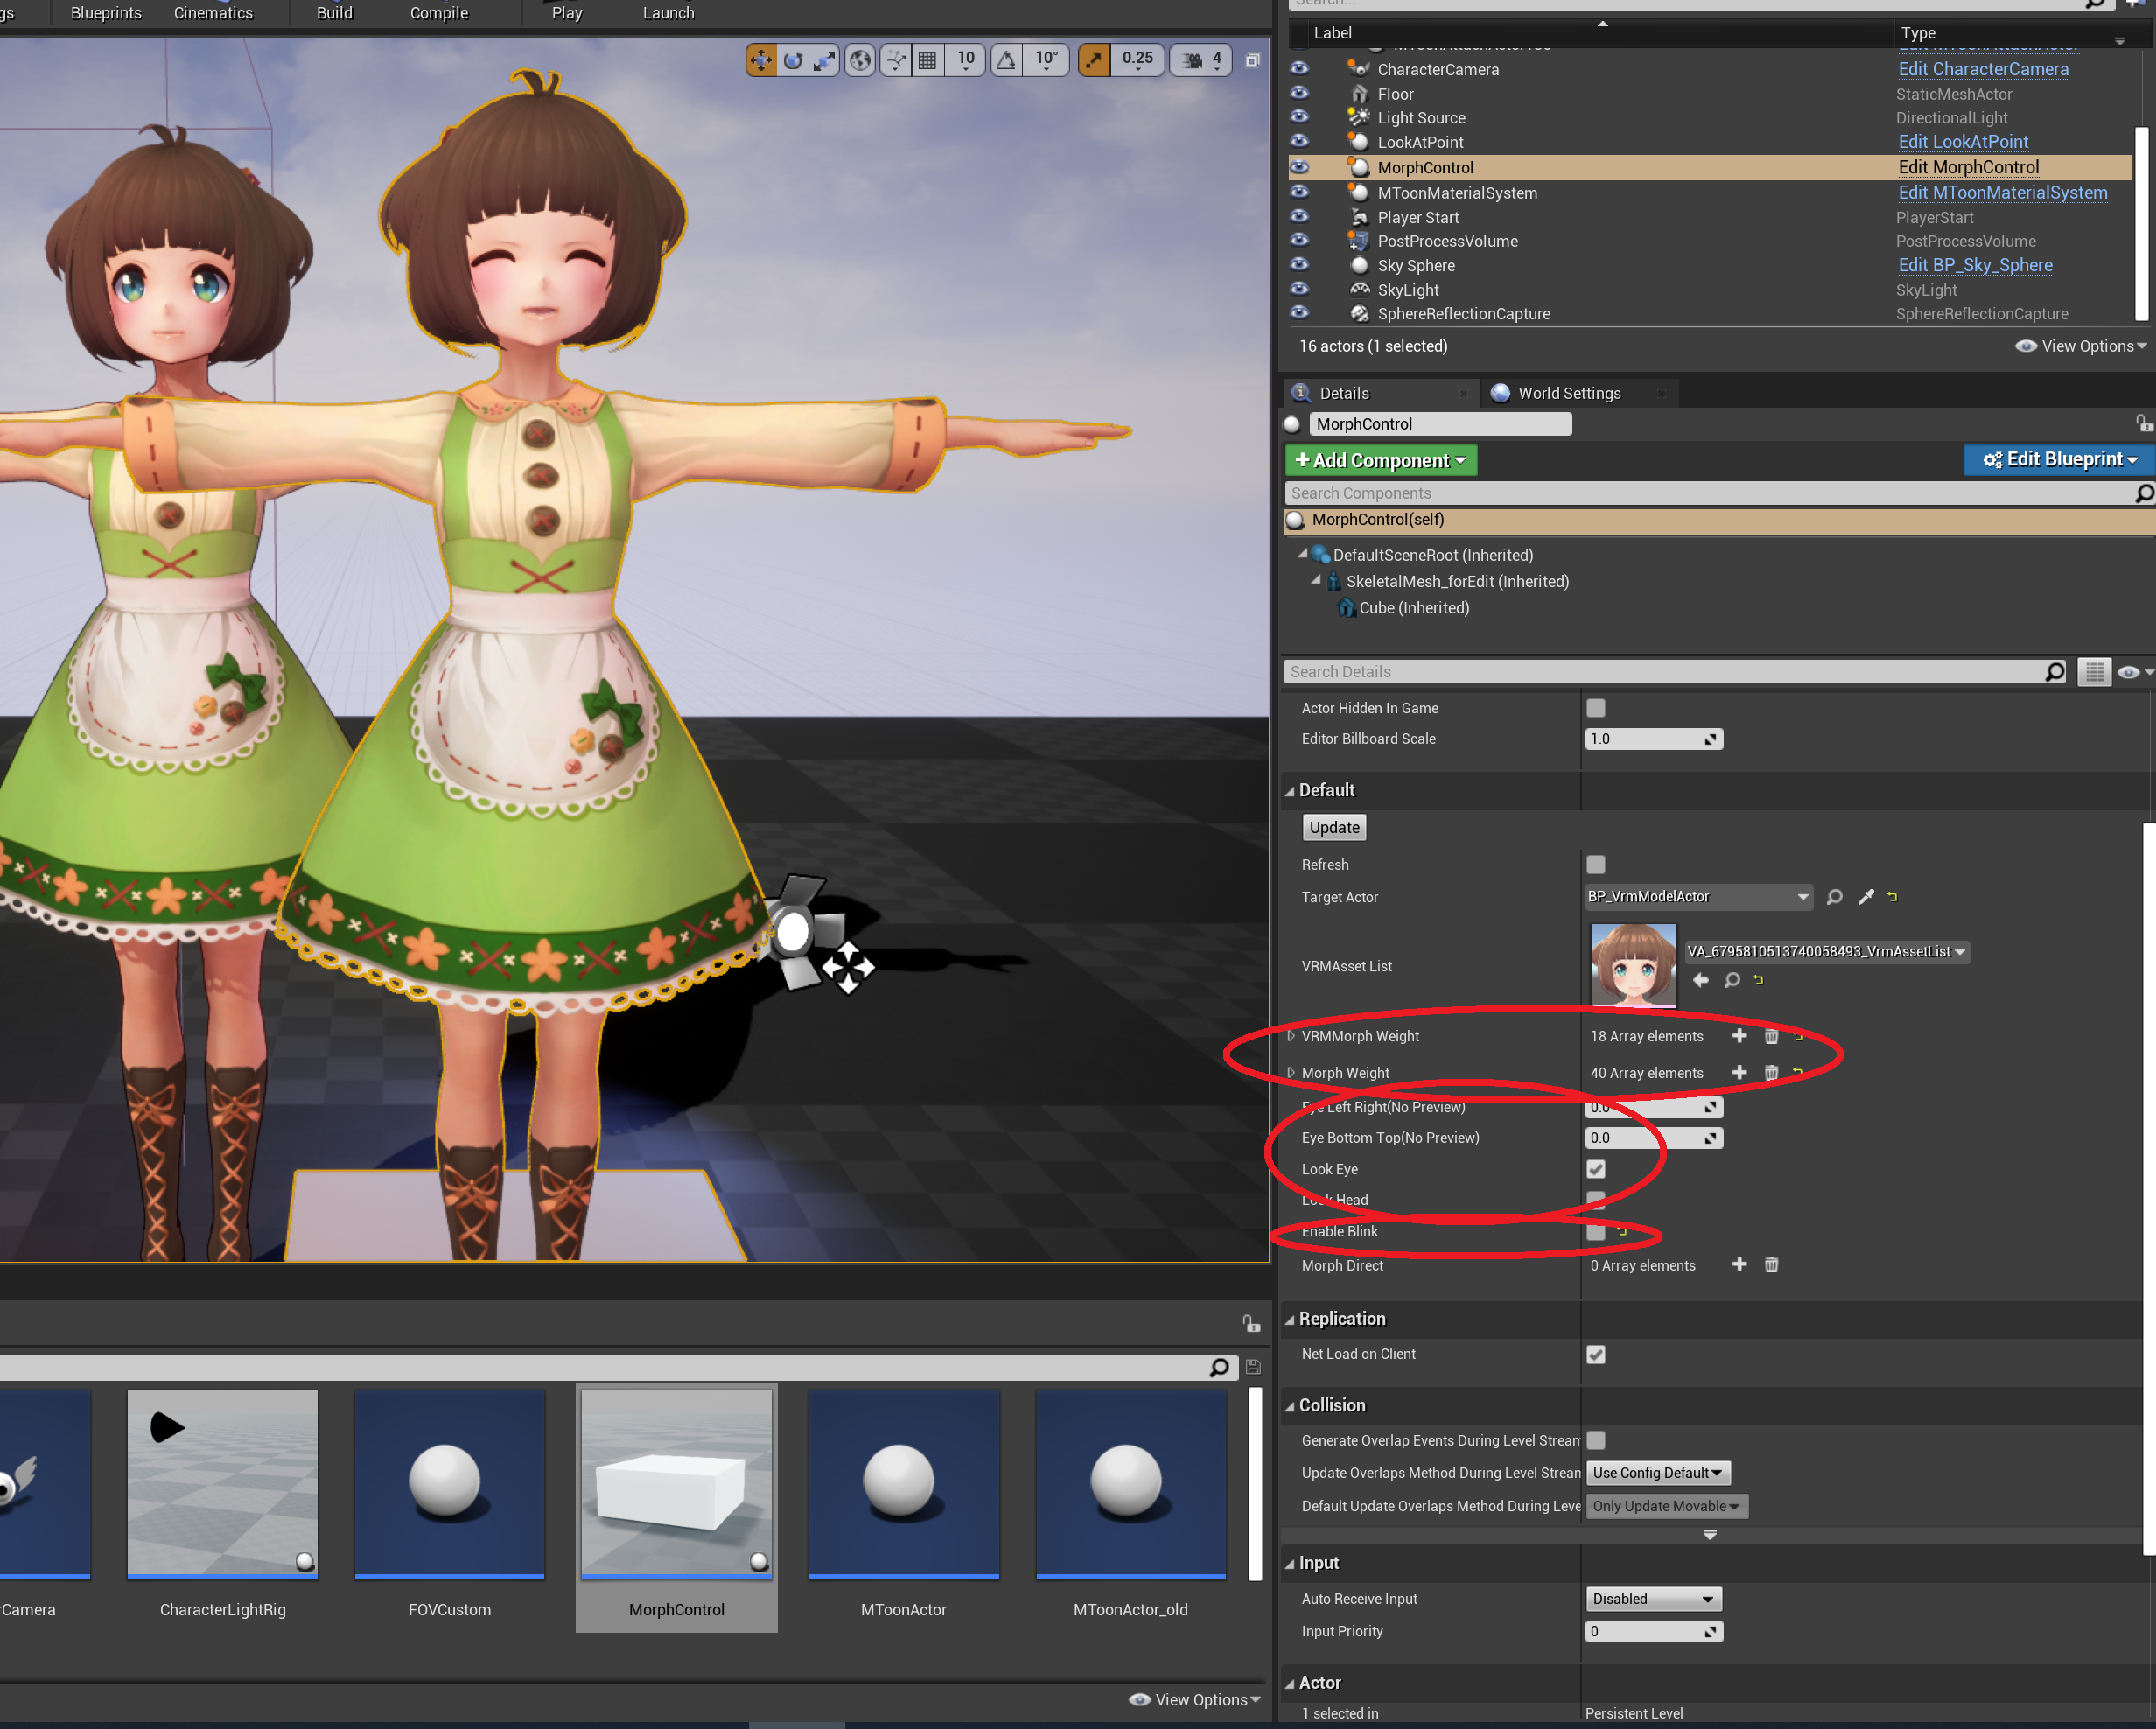 gs Blueprints Cinematics Build Compile Play Launch
10 10° 0.25 4
Search...
Label Type
CharacterCamera Edit CharacterCamera
Floor StaticMeshActor
Light Source DirectionalLight
LookAtPoint Edit LookAtPoint
MorphControl Edit MorphControl
MToonMaterialSystem Edit MToonMaterialSystem
Player Start PlayerStart
PostProcessVolume PostProcessVolume
Sky Sphere Edit BP_Sky_Sphere
SkyLight SkyLight
SphereReflectionCapture SphereReflectionCapture
16 actors (1 selected) View Options
Details World Settings
MorphControl
+ Add Component Edit Blueprint
Search Components
MorphControl(self)
DefaultSceneRoot (Inherited)
SkeletalMesh_forEdit (Inherited)
Cube (Inherited)
Search Details
Actor Hidden In Game
Editor Billboard Scale 1.0
Default
Update
Refresh
Target Actor BP_VrmModelActor
VRMAsset List VA_6795810513740058493_VrmAssetList
VRMMorph Weight 18 Array elements
Morph Weight 40 Array elements
Eye Left Right(No Preview) 0.0
Eye Bottom Top(No Preview) 0.0
Look Eye
Look Head
Enable Blink
Morph Direct 0 Array elements
Replication
Net Load on Client
Collision
Generate Overlap Events During Level Stream
Update Overlaps Method During Level Stream Use Config Default
Default Update Overlaps Method During Leve Only Update Movable
Input
Auto Receive Input Disabled
Input Priority 0
Actor
1 selected in Persistent Level
Camera CharacterLightRig FOVCustom MorphControl MToonActor MToonActor_old
View Options